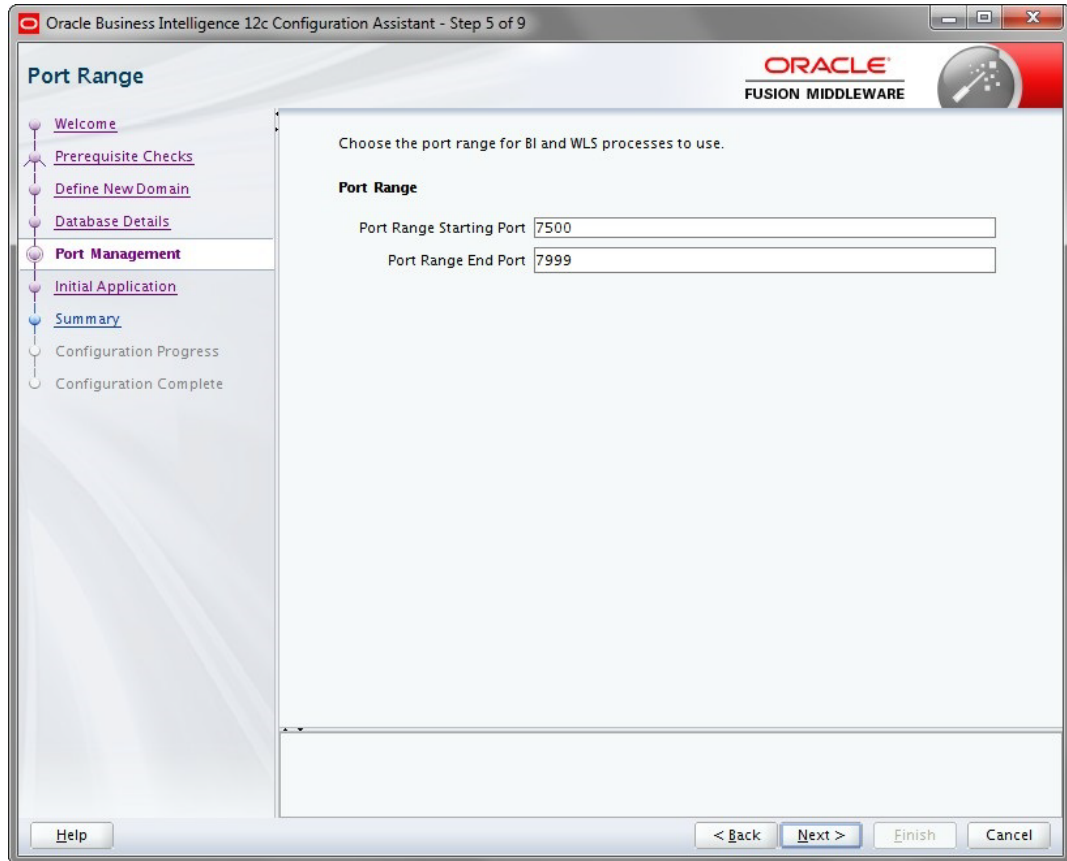 Oracle Business Intelligence 12c Configuration Assistant - Step 5 of 9
Port Range
ORACLE
FUSION MIDDLEWARE
Welcome
Prerequisite Checks
Define New Domain
Database Details
Port Management
Initial Application
Summary
Configuration Progress
Configuration Complete
Choose the port range for BI and WLS processes to use.
Port Range
Port Range Starting Port 7500
Port Range End Port 7999
Help < Back Next > Finish Cancel